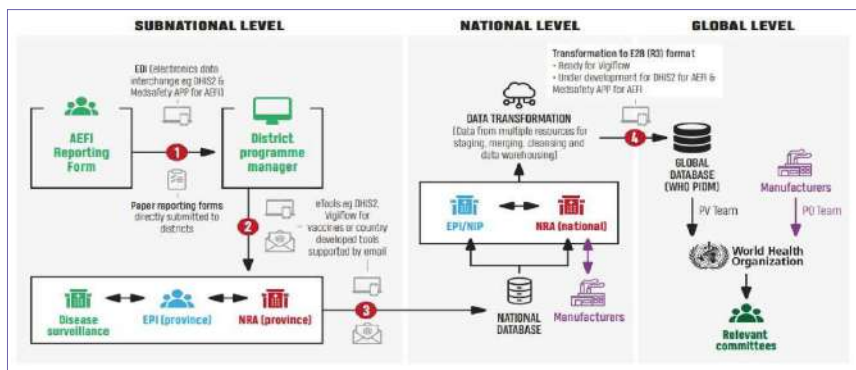 SUBNATIONAL LEVEL
NATIONAL LEVEL
GLOBAL LEVEL
EDI (electronics data
interchange eg DHIS2 &
Medsafety APP for AEFI)
AEFI
Reporting
Form
1
District
programme
manager
Paper reporting forms
directly submitted to
districts
2
eTools eg DHIS2,
Vigiflow for
vaccines or country
developed tools
supported by email
Disease
surveillance
EPI (province)
NRA (province)
3
Transformation to E2B (R3) format
- Ready for Vigiflow
- Under development for DHIS2 for AEFI &
Medsafety APP for AEFI
DATA TRANSFORMATION
(Data from multiple resources for
staging, merging, cleansing and
data warehousing)
4
EPI/NIP
NRA (national)
NATIONAL
DATABASE
Manufacturers
GLOBAL
DATABASE
(WHO PIDM)
Manufacturers
PV Team
PQ Team
World Health
Organization
Relevant
committees